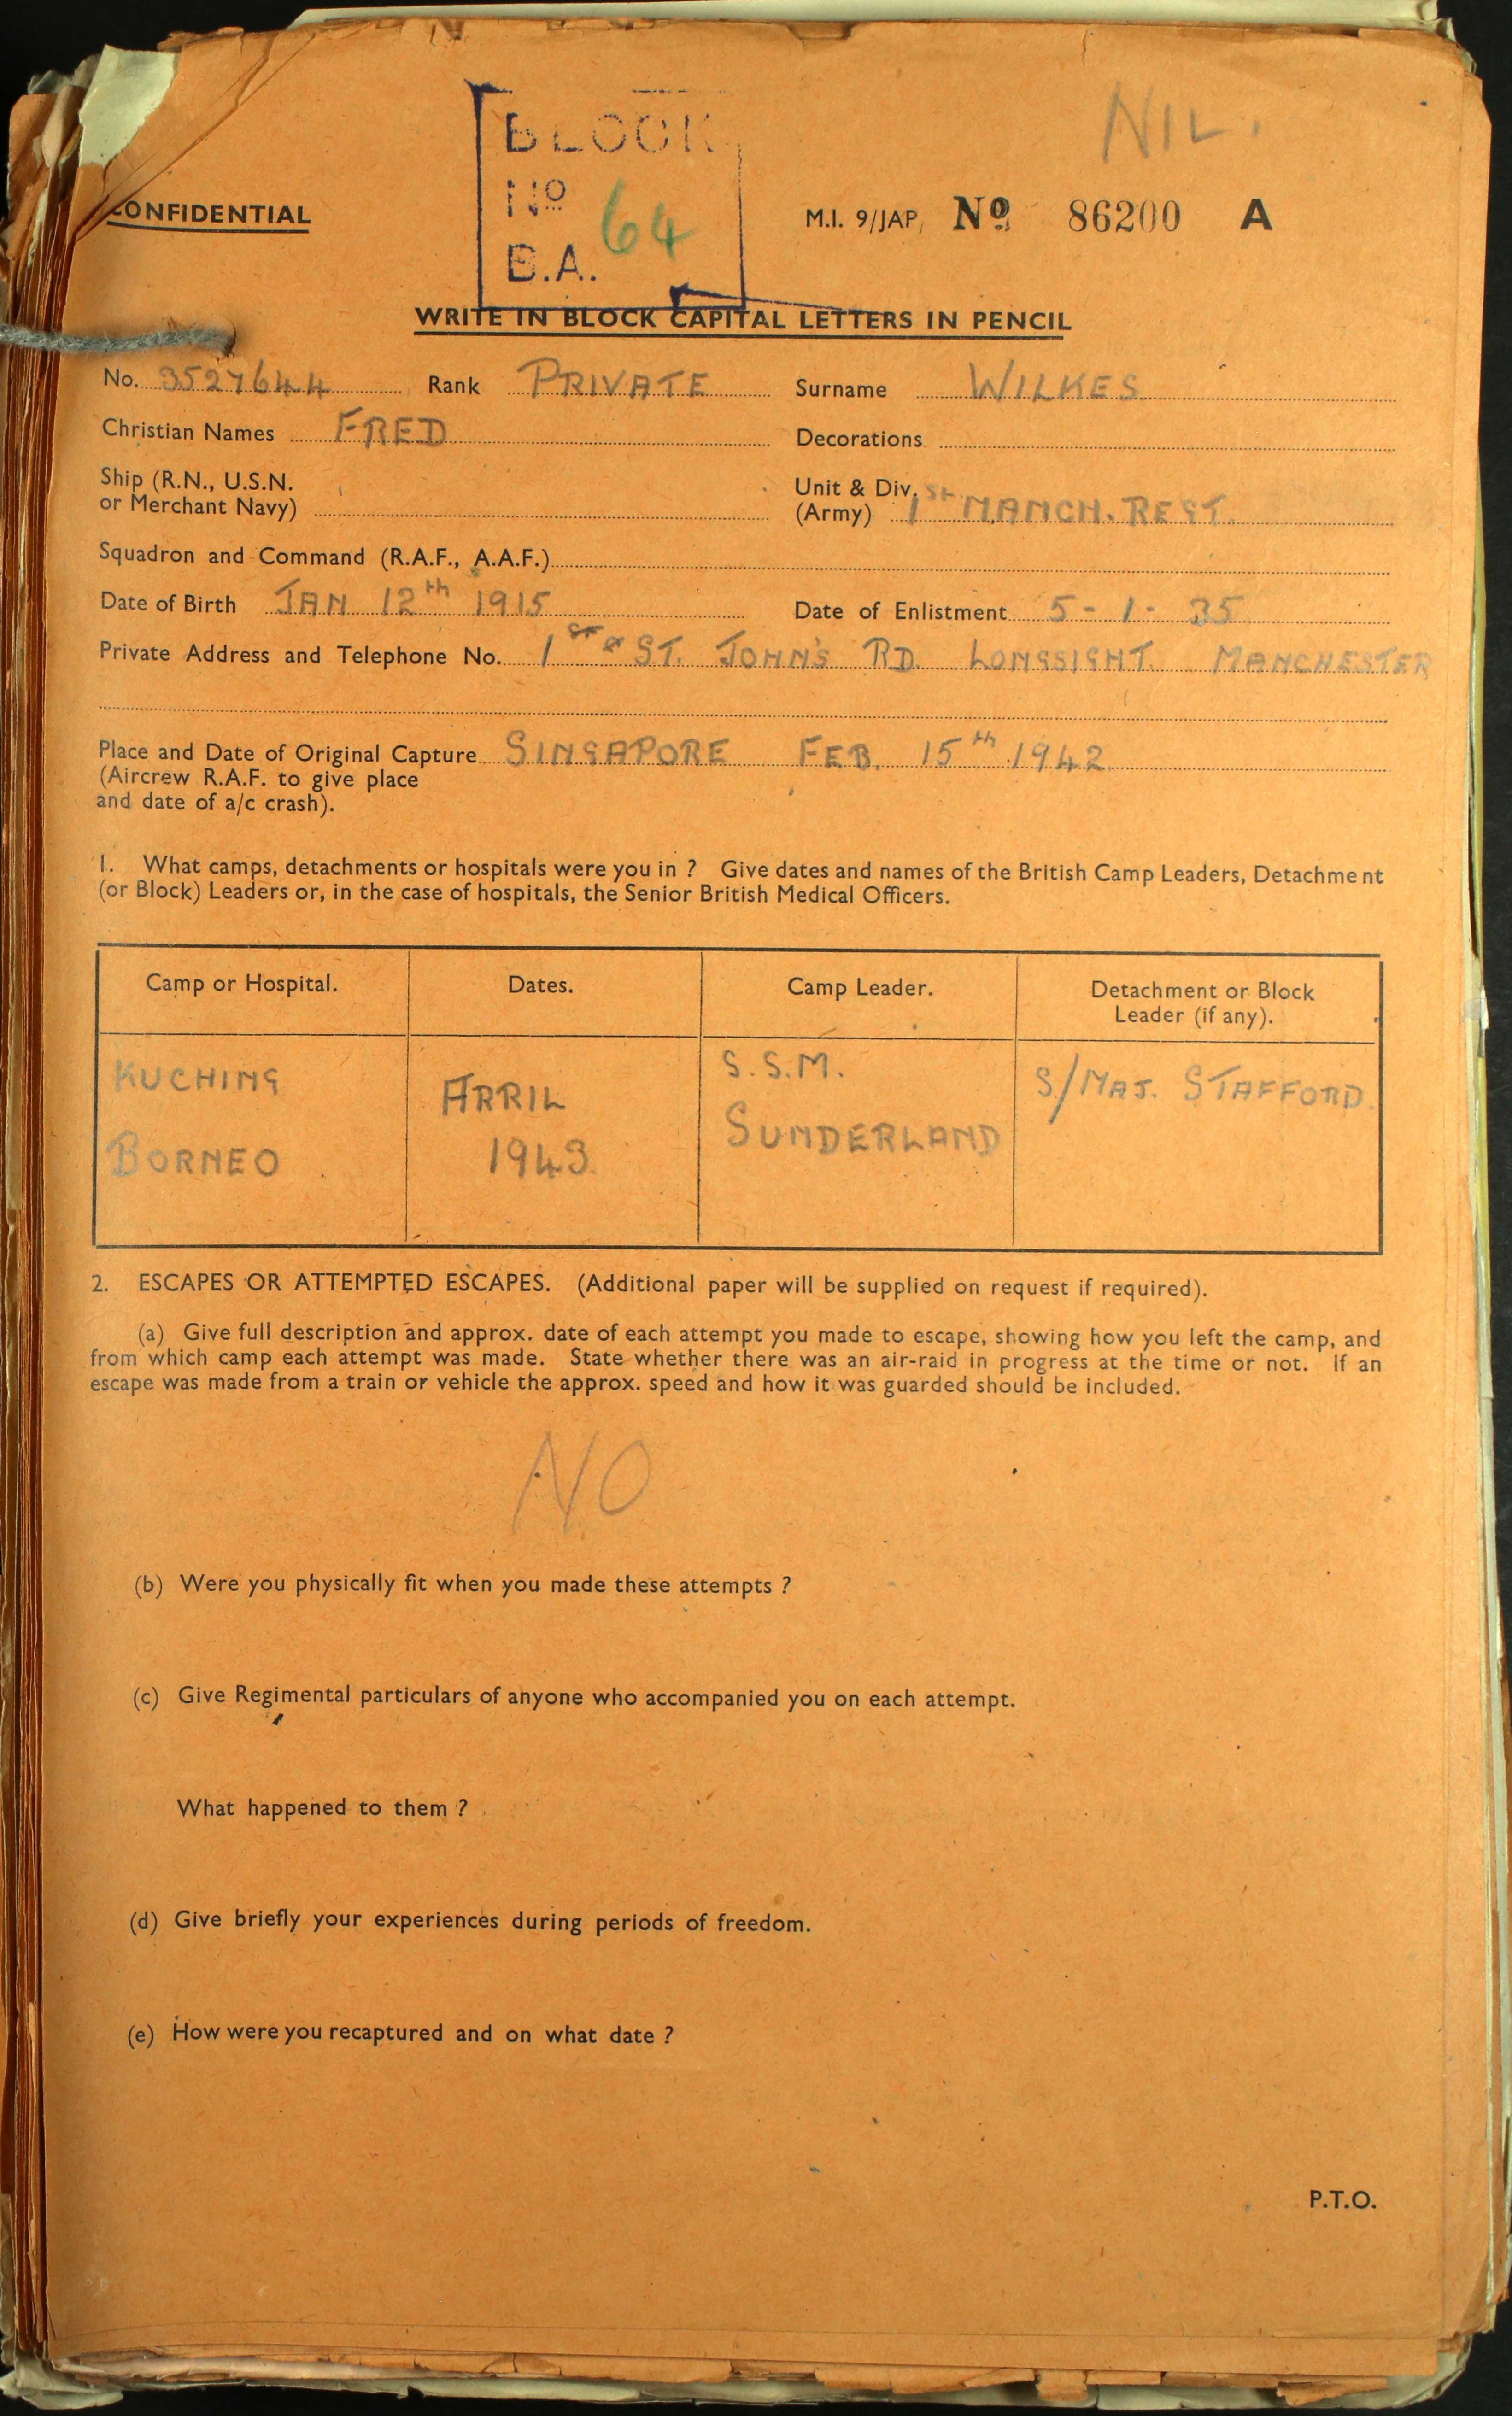 NIL.
BLOCK
No
B.A. 64
CONFIDENTIAL
M.I. 9/JAP, No 86200 A
WRITE IN BLOCK CAPITAL LETTERS IN PENCIL
No. 3527644 Rank PRIVATE Surname WILKES
Christian Names FRED Decorations
Ship (R.N., U.S.N.
or Merchant Navy)
Unit & Div.
(Army) 1ST MANCH. REGT.
Squadron and Command (R.A.F., A.A.F.)
Date of Birth JAN 12th 1915 Date of Enlistment 5-1-35
Private Address and Telephone No. 1 ST. JOHN'S RD. LONGSIGHT. MANCHESTER
Place and Date of Original Capture SINGAPORE FEB. 15th 1942
(Aircrew R.A.F. to give place
and date of a/c crash).
1. What camps, detachments or hospitals were you in ? Give dates and names of the British Camp Leaders, Detachment
(or Block) Leaders or, in the case of hospitals, the Senior British Medical Officers.
Camp or Hospital. Dates. Camp Leader. Detachment or Block
Leader (if any).
KUCHING APRIL S.S.M. S/MAJ. STAFFORD.
BORNEO 1943. SUNDERLAND
2. ESCAPES OR ATTEMPTED ESCAPES. (Additional paper will be supplied on request if required).
(a) Give full description and approx. date of each attempt you made to escape, showing how you left the camp, and
from which camp each attempt was made. State whether there was an air-raid in progress at the time or not. If an
escape was made from a train or vehicle the approx. speed and how it was guarded should be included.
NO
(b) Were you physically fit when you made these attempts ?
(c) Give Regimental particulars of anyone who accompanied you on each attempt.
What happened to them ?
(d) Give briefly your experiences during periods of freedom.
(e) How were you recaptured and on what date ?
P.T.O.